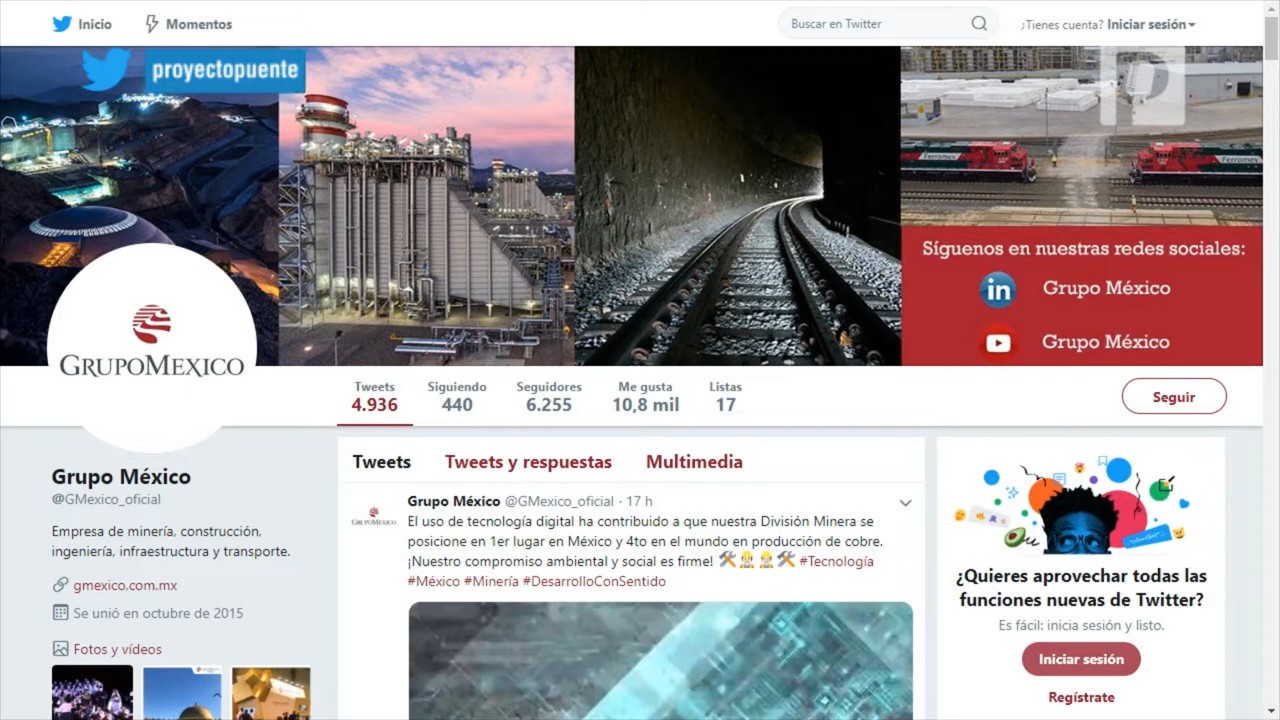 Inicio
Momentos
Buscar en Twitter
¿Tienes cuenta? Iniciar sesión
proyectopuente
Ferromex
Ferromex
Síguenos en nuestras redes sociales:
in Grupo México
Grupo México
GRUPOMEXICO
Tweets
4.936
Siguiendo
440
Seguidores
6.255
Me gusta
10,8 mil
Listas
17
Seguir
Grupo México
@GMexico_oficial
Empresa de minería, construcción,
ingeniería, infraestructura y transporte.
gmexico.com.mx
Se unió en octubre de 2015
Fotos y vídeos
Tweets Tweets y respuestas Multimedia
GRUPOMEXICO
Grupo México @GMexico_oficial · 17 h
El uso de tecnología digital ha contribuido a que nuestra División Minera se
posicione en 1er lugar en México y 4to en el mundo en producción de cobre.
¡Nuestro compromiso ambiental y social es firme! 🛠👷👷🛠 #Tecnología
#México #Minería #DesarrolloConSentido
¿Quieres aprovechar todas las
funciones nuevas de Twitter?
Es fácil: inicia sesión y listo.
Iniciar sesión
Regístrate